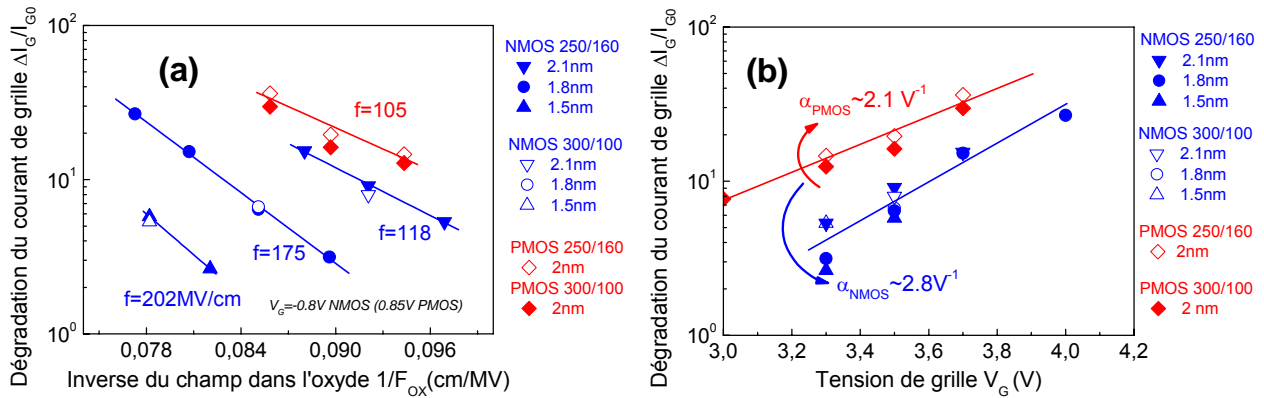 Dégradation du courant de grille ΔI_G/I_G0
10²
10¹
10⁰
(a)
f=105
f=118
f=175
f=202MV/cm
V_G=-0.8V NMOS (0.85V PMOS)
0,078 0,084 0,090 0,096
Inverse du champ dans l'oxyde 1/F_OX(cm/MV)
NMOS 250/160
2.1nm
1.8nm
1.5nm
NMOS 300/100
2.1nm
1.8nm
1.5nm
PMOS 250/160
2nm
PMOS 300/100
2nm
Dégradation du courant de grille ΔI_G/I_G0
10²
10¹
10⁰
(b)
α_PMOS~2.1 V⁻¹
α_NMOS~2.8V⁻¹
3,0 3,2 3,4 3,6 3,8 4,0 4,2
Tension de grille V_G (V)
NMOS 250/160
2.1nm
1.8nm
1.5nm
NMOS 300/100
2.1nm
1.8nm
1.5nm
PMOS 250/160
2nm
PMOS 300/100
2 nm